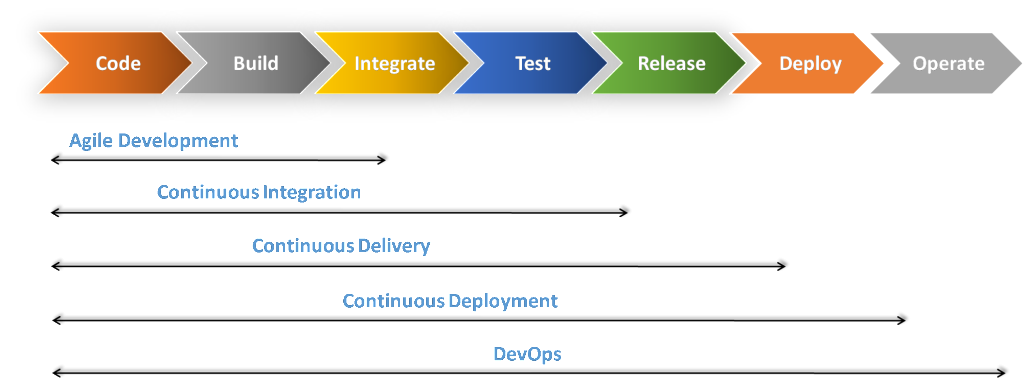 Code Build Integrate Test Release Deploy Operate
Agile Development
Continuous Integration
Continuous Delivery
Continuous Deployment
DevOps